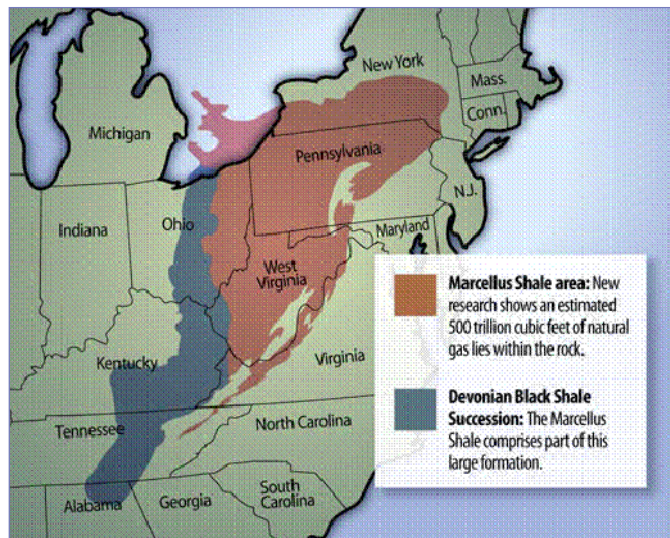 New York
Mass.
Michigan
Conn.
Pennsylvania
N.J.
Ohio
Indiana
Maryland
West
Virginia
Marcellus Shale area: New
research shows an estimated
500 trillion cubic feet of natural
gas lies within the rock.
Kentucky
Virginia
Devonian Black Shale
Succession: The Marcellus
Shale comprises part of this
large formation.
North Carolina
Tennessee
South
Carolina
Alabama
Georgia